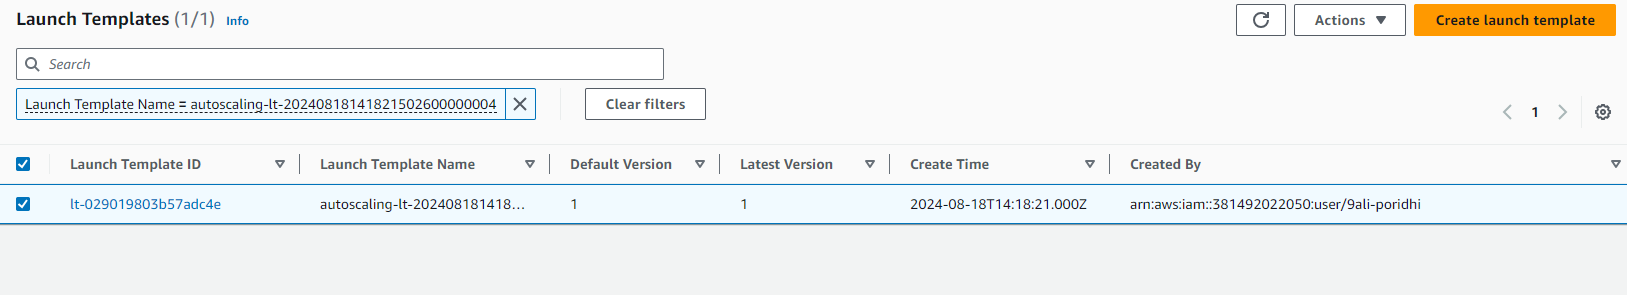 Launch Templates (1/1) Info
Actions
Create launch template
Search
Launch Template Name = autoscaling-lt-20240818141821502600000004
Clear filters
1
Launch Template ID Launch Template Name Default Version Latest Version Create Time Created By
lt-029019803b57adc4e autoscaling-lt-202408181418... 1 1 2024-08-18T14:18:21.000Z arn:aws:iam::381492022050:user/9ali-poridhi